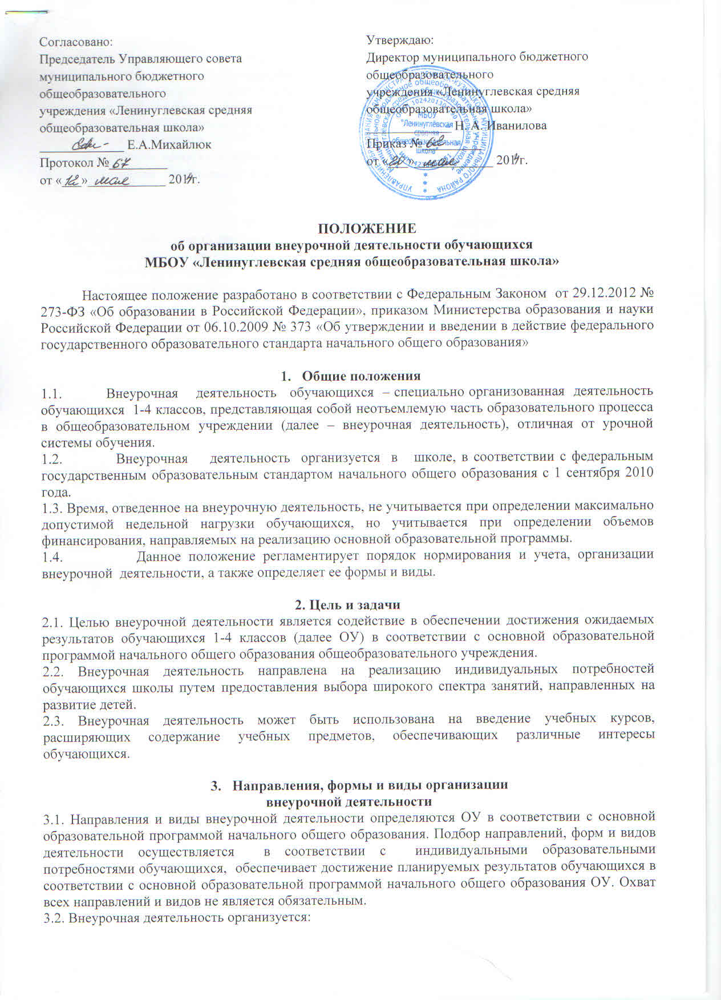 Согласовано:
Председатель Управляющего совета
муниципального бюджетного
общеобразовательного
учреждения «Ленинуглевская средняя
общеобразовательная школа»
Е.А.Михайлюк
Протокол № 67
от «12» мая 2014г.
Утверждаю:
Директор муниципального бюджетного
общеобразовательного
учреждения «Ленинуглевская средняя
общеобразовательная школа»
Н. А. Иванилова
Приказ № 68
от «20» мая 2014г.
МБОУ
"Ленинуглёвская
средняя
общеобразовательная
школа"
ПОЛОЖЕНИЕ
об организации внеурочной деятельности обучающихся
МБОУ «Ленинуглевская средняя общеобразовательная школа»
Настоящее положение разработано в соответствии с Федеральным Законом от 29.12.2012 №
273-ФЗ «Об образовании в Российской Федерации», приказом Министерства образования и науки
Российской Федерации от 06.10.2009 № 373 «Об утверждении и введении в действие федерального
государственного образовательного стандарта начального общего образования»
1. Общие положения
1.1. Внеурочная деятельность обучающихся – специально организованная деятельность
обучающихся 1-4 классов, представляющая собой неотъемлемую часть образовательного процесса
в общеобразовательном учреждении (далее – внеурочная деятельность), отличная от урочной
системы обучения.
1.2. Внеурочная деятельность организуется в школе, в соответствии с федеральным
государственным образовательным стандартом начального общего образования с 1 сентября 2010
года.
1.3. Время, отведенное на внеурочную деятельность, не учитывается при определении максимально
допустимой недельной нагрузки обучающихся, но учитывается при определении объемов
финансирования, направляемых на реализацию основной образовательной программы.
1.4. Данное положение регламентирует порядок нормирования и учета, организации
внеурочной деятельности, а также определяет ее формы и виды.
2. Цель и задачи
2.1. Целью внеурочной деятельности является содействие в обеспечении достижения ожидаемых
результатов обучающихся 1-4 классов (далее ОУ) в соответствии с основной образовательной
программой начального общего образования общеобразовательного учреждения.
2.2. Внеурочная деятельность направлена на реализацию индивидуальных потребностей
обучающихся школы путем предоставления выбора широкого спектра занятий, направленных на
развитие детей.
2.3. Внеурочная деятельность может быть использована на введение учебных курсов,
расширяющих содержание учебных предметов, обеспечивающих различные интересы
обучающихся.
3. Направления, формы и виды организации
внеурочной деятельности
3.1. Направления и виды внеурочной деятельности определяются ОУ в соответствии с основной
образовательной программой начального общего образования. Подбор направлений, форм и видов
деятельности осуществляется в соответствии с индивидуальными образовательными
потребностями обучающихся, обеспечивает достижение планируемых результатов обучающихся в
соответствии с основной образовательной программой начального общего образования ОУ. Охват
всех направлений и видов не является обязательным.
3.2. Внеурочная деятельность организуется: